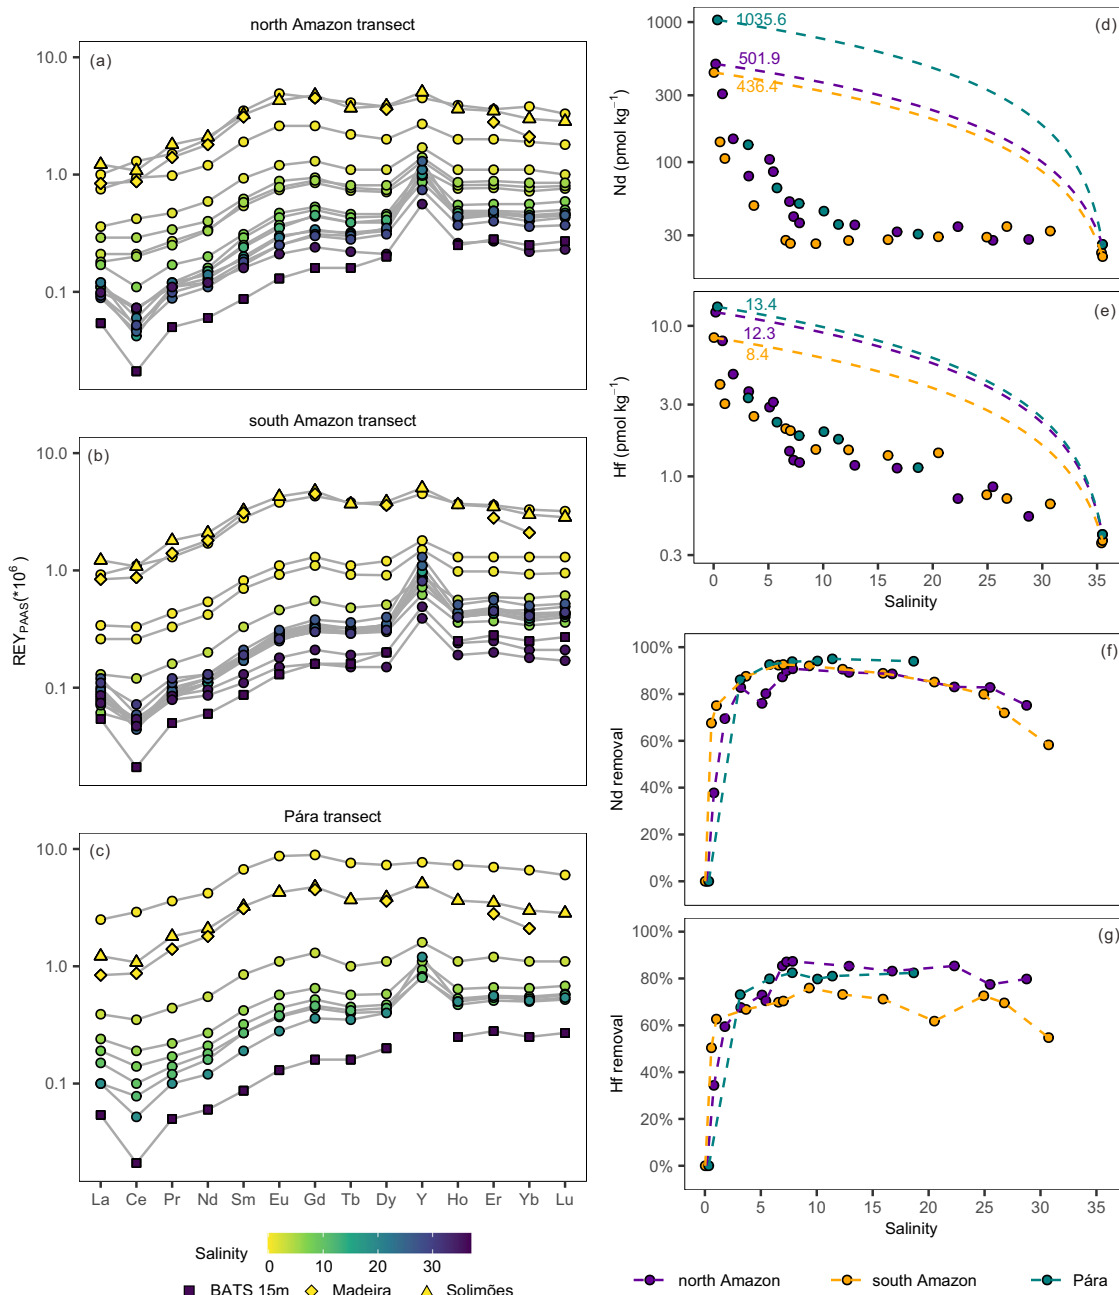 north Amazon transect
(a)
10.0
1.0
0.1
south Amazon transect
(b)
10.0
1.0
0.1
REY PAAS (*10^6)
Pára transect
(c)
10.0
1.0
0.1
La Ce Pr Nd Sm Eu Gd Tb Dy Y Ho Er Yb Lu
Salinity
0 10 20 30
BATS 15m Madeira Solimões
(d)
1000
300
100
30
Nd (pmol kg−1)
1035.6
501.9
436.4
(e)
10.0
3.0
1.0
0.3
Hf (pmol kg−1)
13.4
12.3
8.4
0 5 10 15 20 25 30 35
Salinity
(f)
100%
80%
60%
40%
20%
0%
Nd removal
(g)
100%
80%
60%
40%
20%
0%
Hf removal
0 5 10 15 20 25 30 35
Salinity
north Amazon south Amazon Pára